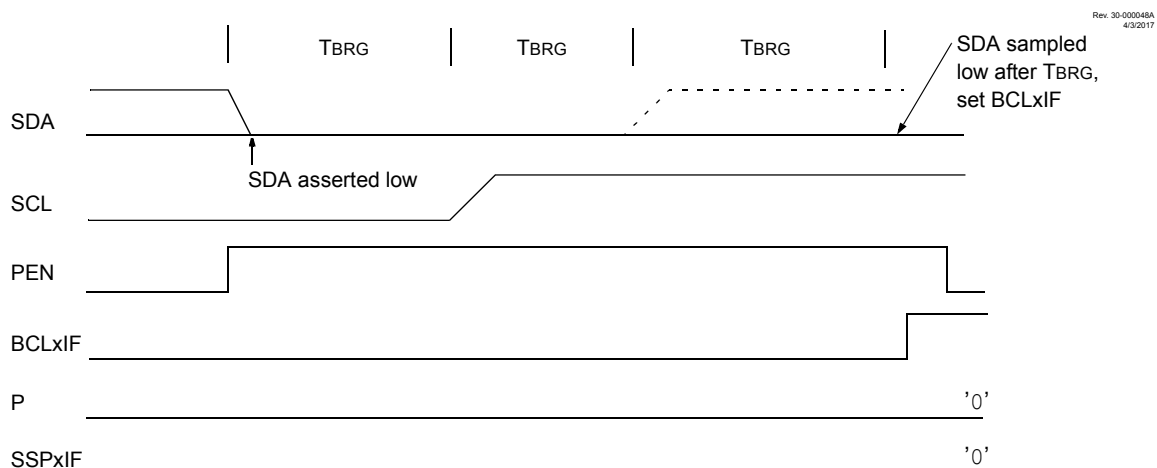 Rev. 30-000048A
4/3/2017
TBRG TBRG TBRG
SDA sampled
low after TBRG,
set BCLxIF
SDA
SDA asserted low
SCL
PEN
BCLxIF
P '0'
SSPxIF '0'